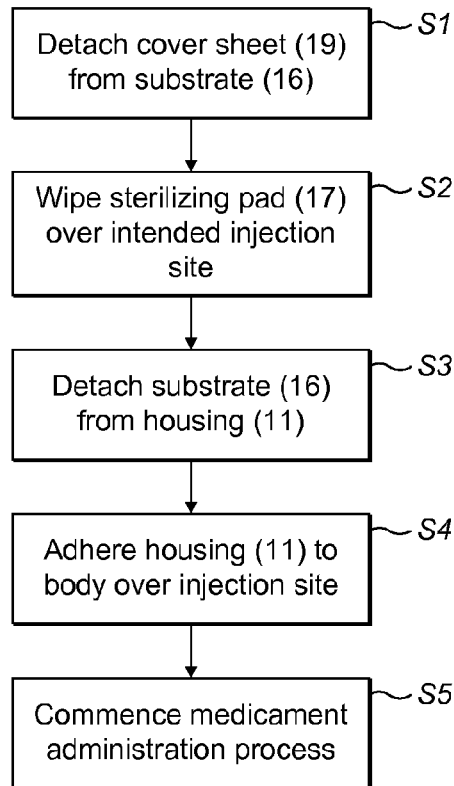 S1
Detach cover sheet (19)
from substrate (16)
S2
Wipe sterilizing pad (17)
over intended injection
site
S3
Detach substrate (16)
from housing (11)
S4
Adhere housing (11) to
body over injection site
S5
Commence medicament
administration process